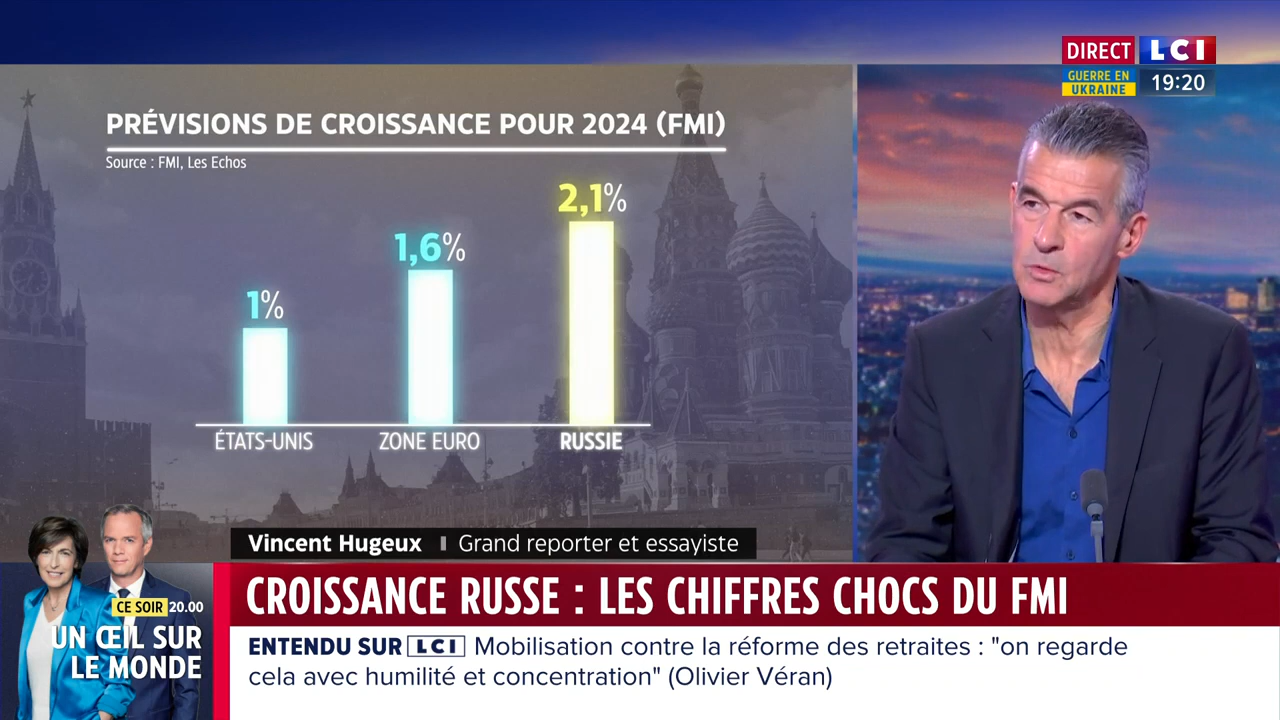 DIRECT LCI
GUERRE EN
UKRAINE 19:20
PRÉVISIONS DE CROISSANCE POUR 2024 (FMI)
Source : FMI, Les Echos
1%
1,6%
2,1%
ÉTATS-UNIS
ZONE EURO
RUSSIE
Vincent Hugeux Grand reporter et essayiste
CROISSANCE RUSSE : LES CHIFFRES CHOCS DU FMI
CE SOIR 20.00
UN ŒIL SUR
LE MONDE
ENTENDU SUR LCI Mobilisation contre la réforme des retraites : "on regarde
cela avec humilité et concentration" (Olivier Véran)